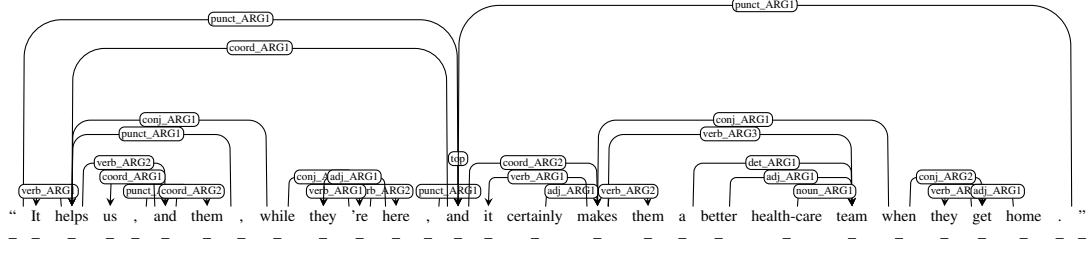 punct_ARG1
punct_ARG1
coord_ARG1
conj_ARG1 conj_ARG1
punct_ARG1 verb_ARG3
top
verb_ARG2 coord_ARG2 det_ARG1
coord_ARG1 adj_ARG1 verb_ARG1 adj_ARG1 conj_ARG2
verb_ARG1 coord_ARG2 verb_ARG1 punct_ARG1 adj_ARG1 verb_ARG2 noun_ARG1 adj_ARG1
“ It helps us , and them , while they ’re here , and it certainly makes them a better health-care team when they get home . ”
_ _ _ _ _ _ _ _ _ _ _ _ _ _ _ _ _ _ _ _ _ _ _ _ _ _ _ _